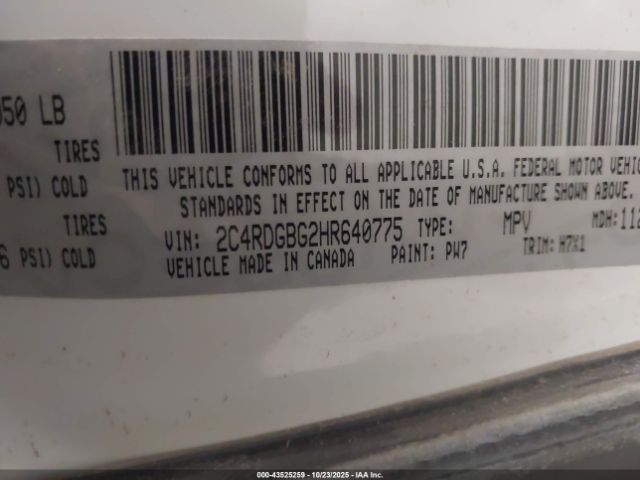 050 LB
TIRES
PSI) COLD
TIRES
6 PSI) COLD
THIS VEHICLE CONFORMS TO ALL APPLICABLE U.S.A. FEDERAL MOTOR VEHIC
STANDARDS IN EFFECT ON THE DATE OF MANUFACTURE SHOWN ABOVE.
VIN: 2C4RDGBG2HR640775 TYPE: MPV MDH: 112
VEHICLE MADE IN CANADA PAINT: PW7 TRIM: H7X1
000-43525259 | 10/23/2025 | IAA Inc.